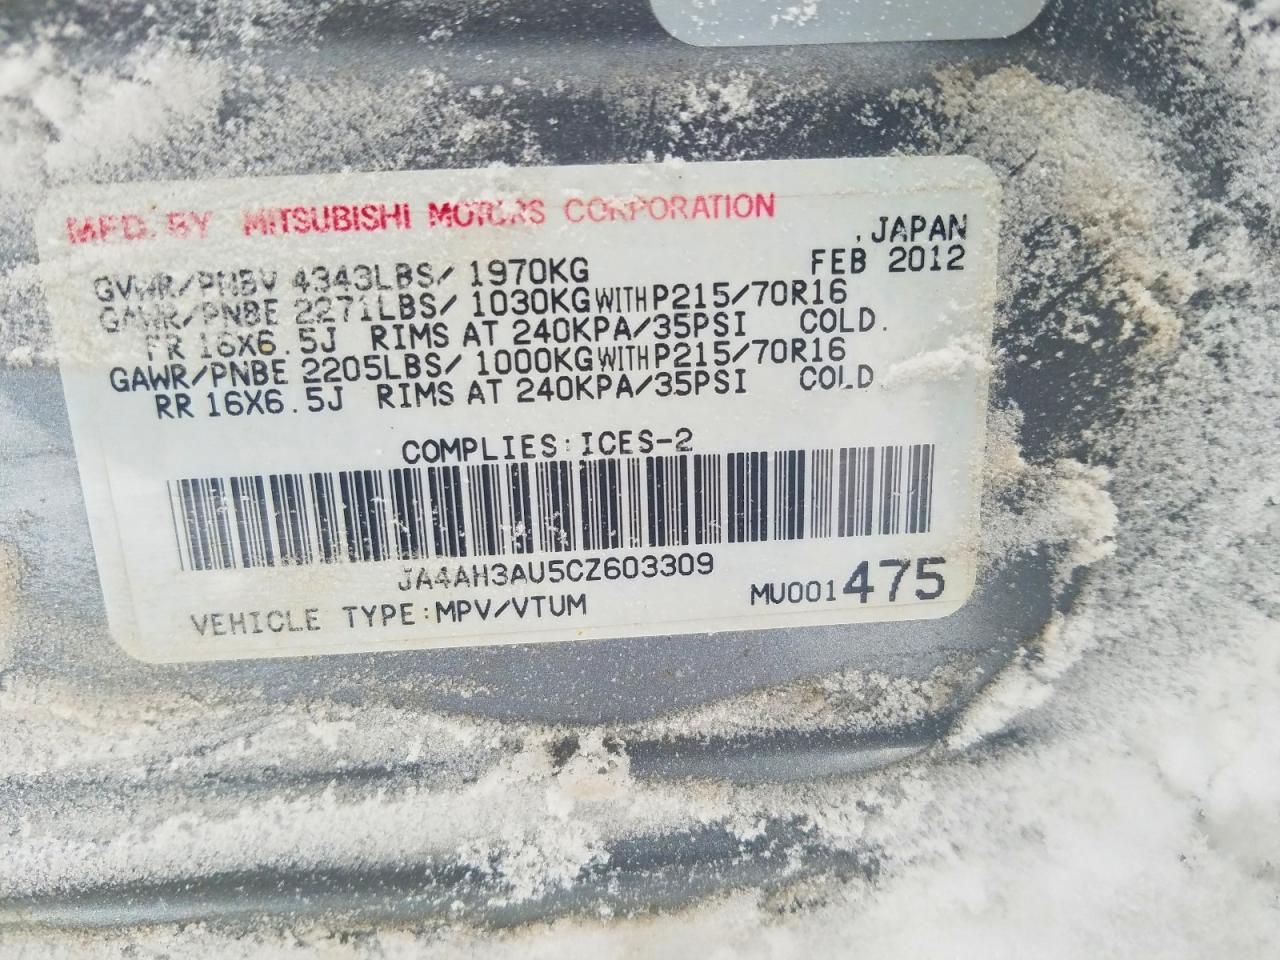 MFD. BY MITSUBISHI MOTORS CORPORATION
, JAPAN
GVWR/PNBV 4343LBS/ 1970KG FEB 2012
GAWR/PNBE 2271LBS/ 1030KG WITH P215/70R16
FR 16X6.5J RIMS AT 240KPA/35PSI COLD.
GAWR/PNBE 2205LBS/ 1000KG WITH P215/70R16
RR 16X6.5J RIMS AT 240KPA/35PSI COLD
COMPLIES:ICES-2
JA4AH3AU5CZ603309
VEHICLE TYPE:MPV/VTUM MU001475